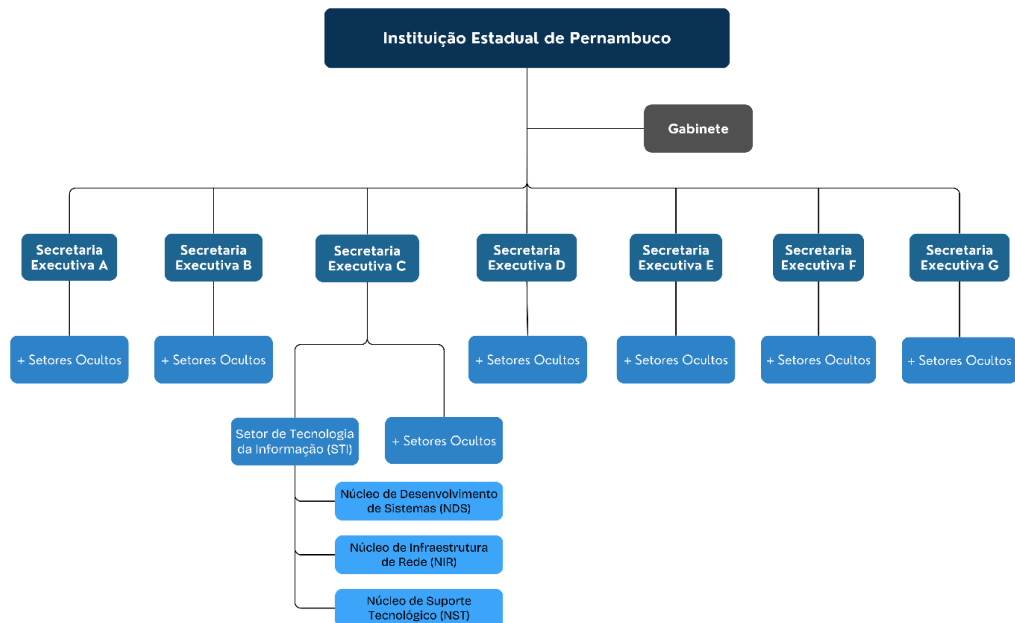 Instituição Estadual de Pernambuco
Gabinete
Secretaria
Executiva A
Secretaria
Executiva B
Secretaria
Executiva C
Secretaria
Executiva D
Secretaria
Executiva E
Secretaria
Executiva F
Secretaria
Executiva G
+ Setores Ocultos
+ Setores Ocultos
+ Setores Ocultos
+ Setores Ocultos
+ Setores Ocultos
+ Setores Ocultos
Setor de Tecnologia
da Informação (STI)
+ Setores Ocultos
Núcleo de Desenvolvimento
de Sistemas (NDS)
Núcleo de Infraestrutura
de Rede (NIR)
Núcleo de Suporte
Tecnológico (NST)